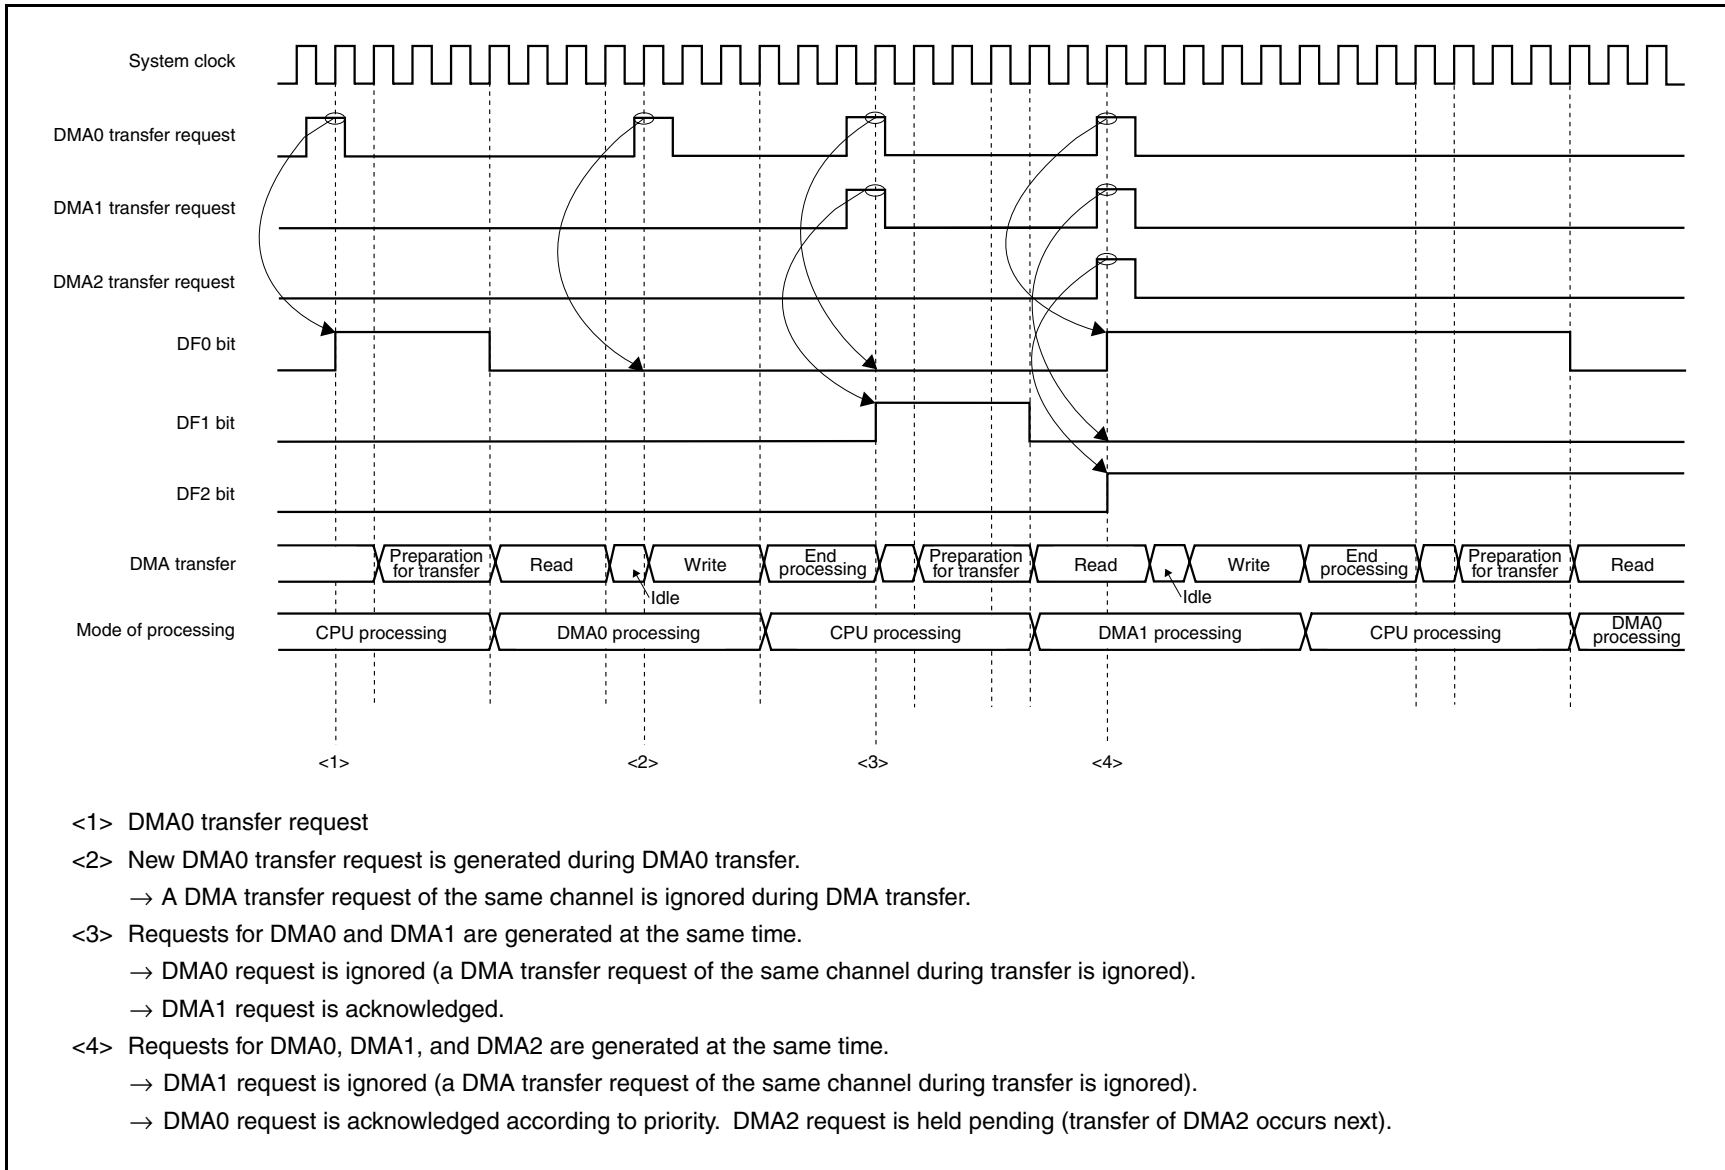 System clock
DMA0 transfer request
DMA1 transfer request
DMA2 transfer request
DF0 bit
DF1 bit
DF2 bit
DMA transfer
Preparation for transfer
Read
Idle
Write
End processing
Preparation for transfer
Read
Idle
Write
End processing
Preparation for transfer
Read
Mode of processing
CPU processing
DMA0 processing
CPU processing
DMA1 processing
CPU processing
DMA0 processing
<1>
<2>
<3>
<4>
<1> DMA0 transfer request
<2> New DMA0 transfer request is generated during DMA0 transfer.
→ A DMA transfer request of the same channel is ignored during DMA transfer.
<3> Requests for DMA0 and DMA1 are generated at the same time.
→ DMA0 request is ignored (a DMA transfer request of the same channel during transfer is ignored).
→ DMA1 request is acknowledged.
<4> Requests for DMA0, DMA1, and DMA2 are generated at the same time.
→ DMA1 request is ignored (a DMA transfer request of the same channel during transfer is ignored).
→ DMA0 request is acknowledged according to priority. DMA2 request is held pending (transfer of DMA2 occurs next).